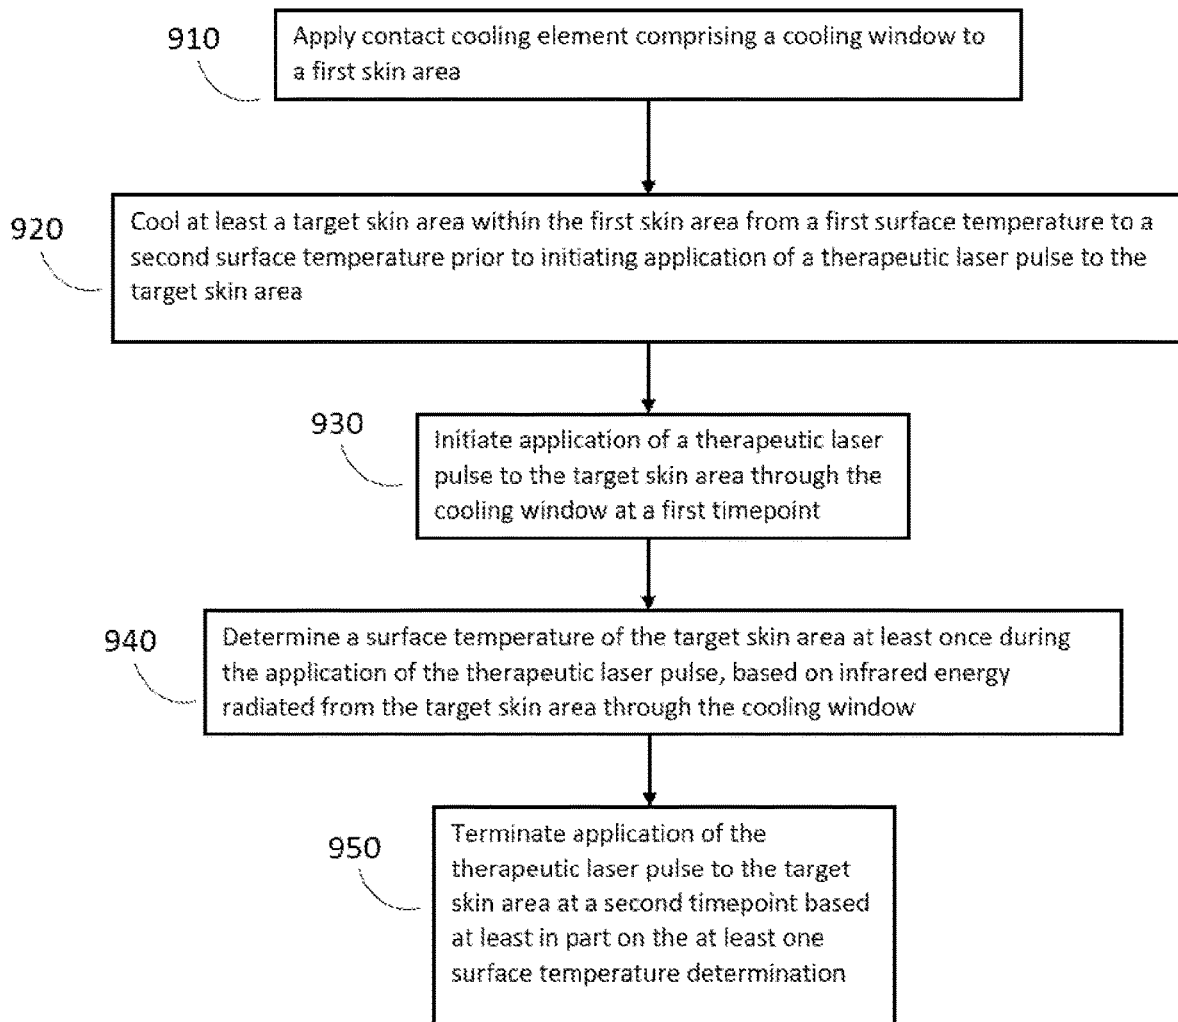 910
Apply contact cooling element comprising a cooling window to
a first skin area
920
Cool at least a target skin area within the first skin area from a first surface temperature to a
second surface temperature prior to initiating application of a therapeutic laser pulse to the
target skin area
930
Initiate application of a therapeutic laser
pulse to the target skin area through the
cooling window at a first timepoint
940
Determine a surface temperature of the target skin area at least once during
the application of the therapeutic laser pulse, based on infrared energy
radiated from the target skin area through the cooling window
950
Terminate application of the
therapeutic laser pulse to the target
skin area at a second timepoint based
at least in part on the at least one
surface temperature determination